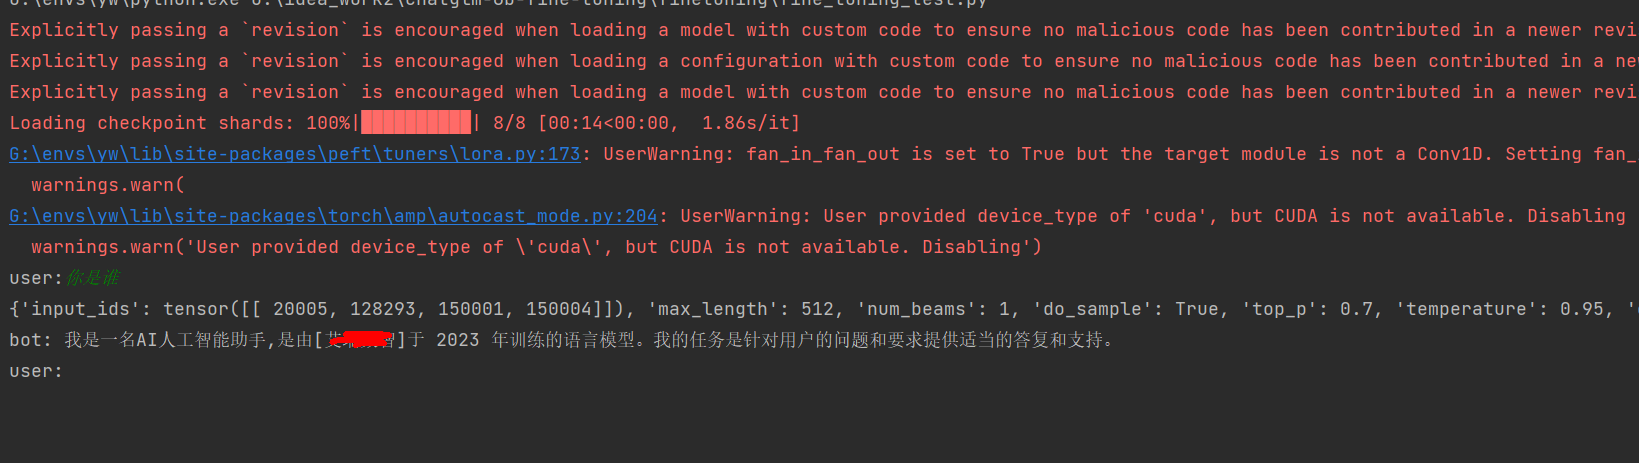 G:\envs\yw\python.exe G:\idea_work2\chatglm-6b-fine-tuning\finetuning\fine_tuning_test.py
Explicitly passing a `revision` is encouraged when loading a model with custom code to ensure no malicious code has been contributed in a newer revi
Explicitly passing a `revision` is encouraged when loading a configuration with custom code to ensure no malicious code has been contributed in a ne
Explicitly passing a `revision` is encouraged when loading a model with custom code to ensure no malicious code has been contributed in a newer revi
Loading checkpoint shards: 100%|██████████| 8/8 [00:14<00:00,  1.86s/it]
G:\envs\yw\lib\site-packages\peft\tuners\lora.py:173: UserWarning: fan_in_fan_out is set to True but the target module is not a Conv1D. Setting fan_
  warnings.warn(
G:\envs\yw\lib\site-packages\torch\amp\autocast_mode.py:204: UserWarning: User provided device_type of 'cuda', but CUDA is not available. Disabling
  warnings.warn('User provided device_type of \'cuda\', but CUDA is not available. Disabling')
user:你是谁
{'input_ids': tensor([[ 20005, 128293, 150001, 150004]]), 'max_length': 512, 'num_beams': 1, 'do_sample': True, 'top_p': 0.7, 'temperature': 0.95, '
bot: 我是一名AI人工智能助手,是由[]于 2023 年训练的语言模型。我的任务是针对用户的问题和要求提供适当的答复和支持。
user: